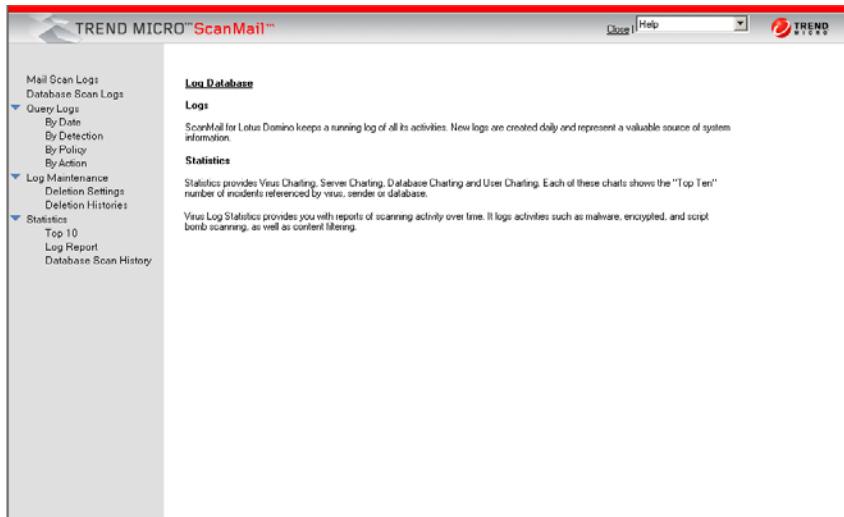 TREND MICRO™ ScanMail™
Close | Help
TREND MICRO
Mail Scan Logs
Database Scan Logs
Query Logs
By Date
By Detection
By Policy
By Action
Log Maintenance
Deletion Settings
Deletion Histories
Statistics
Top 10
Log Report
Database Scan History
Log Database
Logs
ScanMail for Lotus Domino keeps a running log of all its activities. New logs are created daily and represent a valuable source of system
information.
Statistics
Statistics provides Virus Charting, Server Charting, Database Charting and User Charting. Each of these charts shows the "Top Ten"
number of incidents referenced by virus, sender or database.
Virus Log Statistics provides you with reports of scanning activity over time. It logs activities such as malware, encrypted, and script
bomb scanning, as well as content filtering.